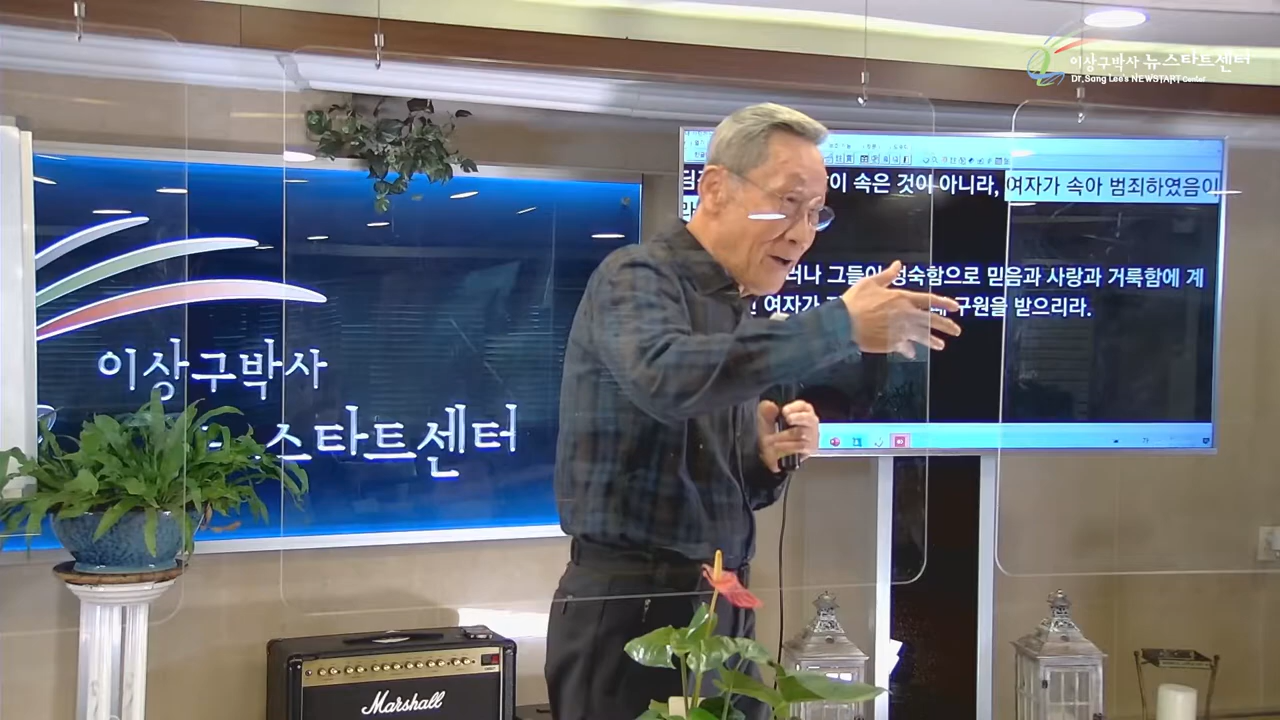 이상구박사 뉴스타트센터
Dr. Sang Lee's NEWSTART Center
이 속은 것이 아니라, 여자가 속아 범죄하였음이
라
러나 그들이 정숙함으로 믿음과 사랑과 거룩함에 계
여자가 구원을 받으리라.
이상구박사
스타트센터
Marshall